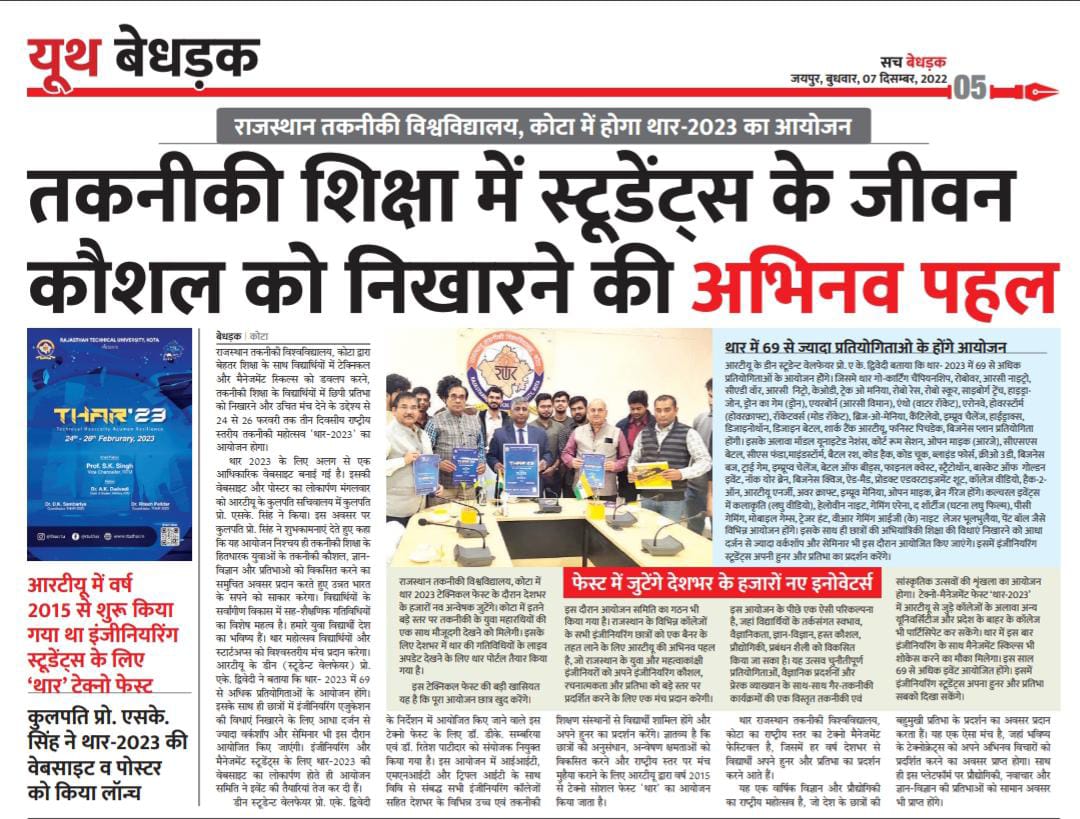 यूथ बेधड़क
सच बेधड़क
जयपुर, बुधवार, 07 दिसम्बर, 2022
05
राजस्थान तकनीकी विश्वविद्यालय, कोटा में होगा थार-2023 का आयोजन
तकनीकी शिक्षा में स्टूडेंट्स के जीवन
कौशल को निखारने की अभिनव पहल
RAJASTHAN TECHNICAL UNIVERSITY, KOTA
THAR'23
Technical Hostility Acumen Resilience
24th - 26th Februrary, 2023
Prof. S.K. Singh
Vice Chancellor, RTU
Dr. A.K. Dwivedi
आरटीयू में वर्ष
2015 से शुरू किया
गया था इंजीनियरिंग
स्टूडेंट्स के लिए
‘थार’ टेक्नो फेस्ट
कुलपति प्रो. एसके.
सिंह ने थार-2023 की
वेबसाइट व पोस्टर
को किया लॉन्च
बेधड़क | कोटा
राजस्थान तकनीकी विश्वविद्यालय, कोटा द्वारा
बेहतर शिक्षा के साथ विद्यार्थियों में टेक्निकल
और मैनेजमेंट स्किल्स को डवलप करने,
तकनीकी शिक्षा के विद्यार्थियों में छिपी प्रतिभा
को निखारने और उचित मंच देने के उद्देश्य से
24 से 26 फरवरी तक तीन दिवसीय राष्ट्रीय
स्तरीय तकनीकी महोत्सव ‘थार-2023’ का
आयोजन होगा।
थार 2023 के लिए अलग से एक
आधिकारिक वेबसाइट बनाई गई है। इसकी
वेबसाइट और पोस्टर का लोकार्पण मंगलवार
को आरटीयू के कुलपति सचिवालय में कुलपति
प्रो. एसके. सिंह ने किया। इस अवसर पर
कुलपति प्रो. सिंह ने शुभकामनाएं देते हुए कहा
कि यह आयोजन निश्चय ही तकनीकी शिक्षा के
हितधारक युवाओं के तकनीकी कौशल, ज्ञान-
विज्ञान और प्रतिभाओ को विकसित करने का
समुचित अवसर प्रदान करते हुए उन्नत भारत
के सपने को साकार करेगा। विद्यार्थियों के
सर्वांगीण विकास में सह-शैक्षणिक गतिविधियों
का विशेष महत्व है। हमारे युवा विद्यार्थी देश
का भविष्य हैं। थार महोत्सव विद्यार्थियों और
स्टार्टअप्स को विश्वस्तरीय मंच प्रदान करेगा।
आरटीयू के डीन (स्टूडेन्ट वेलफेयर) प्रो.
एके. द्विवेदी ने बताया कि थार- 2023 में 69
से अधिक प्रतियोगिताओं के आयोजन होंगे।
इसके साथ ही छात्रों में इंजीनियरिंग एजुकेशन
की विधाएं निखारने के लिए आधा दर्जन से
ज्यादा वर्कशॉप और सेमिनार भी इस दौरान
आयोजित किए जाएंगी। इंजीनियरिंग और
मैनेजमेंट स्टूडेंट्स के लिए थार-2023 की
वेबसाइट का लोकार्पण होते ही आयोजन
समिति ने इवेंट की तैयारियां तेज कर दी हैं।
डीन स्टूडेन्ट वेलफेयर प्रो. एके. द्विवेदी
थार में 69 से ज्यादा प्रतियोगिताओ के होंगे आयोजन
आरटीयू के डीन स्टूडेन्ट वेलफेयर प्रो. ए के. द्विवेदी बताया कि थार- 2023 में 69 से अधिक
प्रतियोगिताओं के आयोजन होंगे। जिसमे थार गो-कार्टिंग चैंपियनशिप, रोबोवर, आरसी नाइट्रो,
सीएडी वॉर, आरसी निट्रो, केओडी, ट्रेक ओ मनिया, रोबो रेस, रोबो स्कूर, साइबोर्ग ट्रेंच, हाइड्रा-
जोन, ड्रोन का गेम (ड्रोन), एयरबोर्न (आरसी विमान), एथो (वाटर रॉकेट), एरोनवे, होवरस्टॉर्म
(होवरक्राफ्ट), रॉकेटवर्स (मोड रॉकेट), ब्रिज-ओ-मेनिया, कैंटिलेवो, इम्प्रूव चैलेंज, हाईड्राक्स,
डिजाइनोथॉन, डिजाइन बेटल, शार्क टैंक आरटीयू, फनिस्ट पिचडेक, बिजनेस प्लान प्रतियोगिता
होंगी। इसके अलावा मॉडल यूनाइटेड नेशंस, कोर्ट रूम सेशन, ओपन माइक (आरजे), सीएसएस
बेटल, सीएस फंडा,माइंडस्टॉर्म, बैटल रश, कोड हैक, कोड चूक, ब्लाइंड फोर्स, क्रीओ 3 डी, बिजनेस
बज, ट्राई गेम, इम्प्रूव्ड चैलेंज, बेटल ऑफ बीड्स, फाइनल क्वेस्ट, स्ट्रैटोथॉन, बास्केट ऑफ गोल्डन
इवेंट, नॉक योर ब्रेन, बिजनेस क्विज, ऐड-मैड, प्रोडक्ट एडवरटाइजमेंट शूट, कॉलेज वीडियो, हैक-2-
ऑन, आरटीयू एनर्जी, अवर क्राफ्ट, इम्प्रूव मेनिया, ओपन माइक, ब्रेन गैरेज होंगे। कल्चरल इवेंट्स
में कलाकृति (लघु वीडियो), हेलोवीन नाइट, गेमिंग एरेना, द शोर्टीज (घटना लघु फिल्म), पीसी
गेमिंग, मोबाइल गेम्स, ट्रेजर हंट, वीआर गेमिंग आईजी (के) नाइट लेजर भूलभुलैया, पेंट बॉल जैसे
विभिन्न आयोजन होंगे। इसके साथ ही छात्रों की अभियांत्रिकी शिक्षा की विधाएं निखारने को आधा
दर्जन से ज्यादा वर्कशॉप और सेमिनार भी इस दौरान आयोजित किए जाएंगे। इसमें इंजीनियरिंग
स्टूडेंट्स अपनी हुनर और प्रतिभा का प्रदर्शन करेंगे।
फेस्ट में जुटेंगे देशभर के हजारों नए इनोवेर्ट्स
राजस्थान तकनीकी विश्वविद्यालय, कोटा में
थार 2023 टेक्निकल फेस्ट के दौरान देशभर
के हजारों नव अन्वेषक जुटेंगे। कोटा में इतने
बड़े स्तर पर तकनीकी के युवा महारथियों की
एक साथ मौजूदगी देखने को मिलेगी। इसके
लिए देशभर में थार की गतिविधियों के लाइव
अपडेट देखने के लिए थार पोर्टल तैयार किया
गया है।
इस टेक्निकल फेस्ट की बड़ी खासियत
यह है कि पूरा आयोजन छात्र खुद करेंगे।
इस दौरान आयोजन समिति का गठन भी
किया गया है। राजस्थान के विभिन्न कॉलेजों
के सभी इंजीनियरिंग छात्रों को एक बैनर के
तहत लाने के लिए आरटीयू की अभिनव पहल
है, जो राजस्थान के युवा और महत्वाकांक्षी
इंजीनियरों को अपने इंजीनियरिंग कौशल,
रचनात्मकता और प्रतिभा को बड़े स्तर पर
प्रदर्शित करने के लिए एक मंच प्रदान करेगी।
इस आयोजन के पीछे एक ऐसी परिकल्पना
है, जहां विद्यार्थियों के तर्कसंगत स्वभाव,
वैज्ञानिकता, ज्ञान-विज्ञान, हस्त कौशल,
प्रौद्योगिकी, प्रबंधन शैली को विकसित
किया जा सकता है। यह उत्सव चुनौतीपूर्ण
प्रतियोगिताओं, वैज्ञानिक प्रदर्शनों और
प्रेरक व्याख्यान के साथ-साथ गैर-तकनीकी
कार्यक्रमों की एक विस्तृत तकनीकी एवं
सांस्कृतिक उत्सवों की शृंखला का आयोजन
होगा। टेक्नो-मैनेजमेंट फेस्ट ‘थार-2023’
में आरटीयू से जुड़े कॉलेजों के अलावा अन्य
यूनिवर्सिटीज और प्रदेश के बाहर के कॉलेज
भी पार्टिसिपेट कर सकेंगे। थार में इस बार
इंजीनियरिंग के साथ मैनेजमेंट स्किल्स भी
शोकेस करने का मौका मिलेगा। इस साल
69 से अधिक इवेंट आयोजित होंगे। इसमें
इंजीनियरिंग स्टूडेंट्स अपना हुनर और प्रतिभा
सबको दिखा सकेंगे।
के निर्देशन में आयोजित किए जाने वाले इस
टेक्नो फेस्ट के लिए डॉ. डीके. सम्बरिया
एवं डॉ. रितेश पाटीदार को संयोजक नियुक्त
किया गया है। इस आयोजन में आईआईटी,
एमएनआईटी और ट्रिपल आईटी के साथ
विवि से संबद्ध सभी इंजीनियरिंग कॉलेजों
सहित देशभर के विभिन्न उच्च एवं तकनीकी
शिक्षण संस्थानों से विद्यार्थी शामिल होंगे और
अपने हुनर का प्रदर्शन करेंगे। ज्ञातव्य है कि
छात्रों की अनुसंधान, अन्वेषण क्षमताओं को
विकसित करने और राष्ट्रीय स्तर पर मंच
मुहैया कराने के लिए आरटीयू द्वारा वर्ष 2015
से टेक्नो सोशल फेस्ट ‘थार’ का आयोजन
किया जाता है।
थार राजस्थान तकनीकी विश्वविद्यालय,
कोटा का राष्ट्रीय स्तर का टेक्नो मैनेजमेंट
फेस्टिवल है, जिसमें हर वर्ष देशभर से
विद्यार्थी अपने हुनर और प्रतिभा का प्रदर्शन
करने आते हैं।
यह एक वार्षिक विज्ञान और प्रौद्योगिकी
का राष्ट्रीय महोत्सव है, जो देश के छात्रों की
बहुमुखी प्रतिभा के प्रदर्शन का अवसर प्रदान
करता हैं। यह एक ऐसा मंच है, जहां भविष्य
के टेक्नोक्रेट्स को अपने अभिनव विचारों को
प्रदर्शित करने का अवसर प्राप्त होगा। साथ
ही इस प्लेटफॉर्म पर प्रौद्योगिकी, नवाचार और
ज्ञान-विज्ञान की प्रतिभाओं को सामान अवसर
भी प्राप्त होंगे।